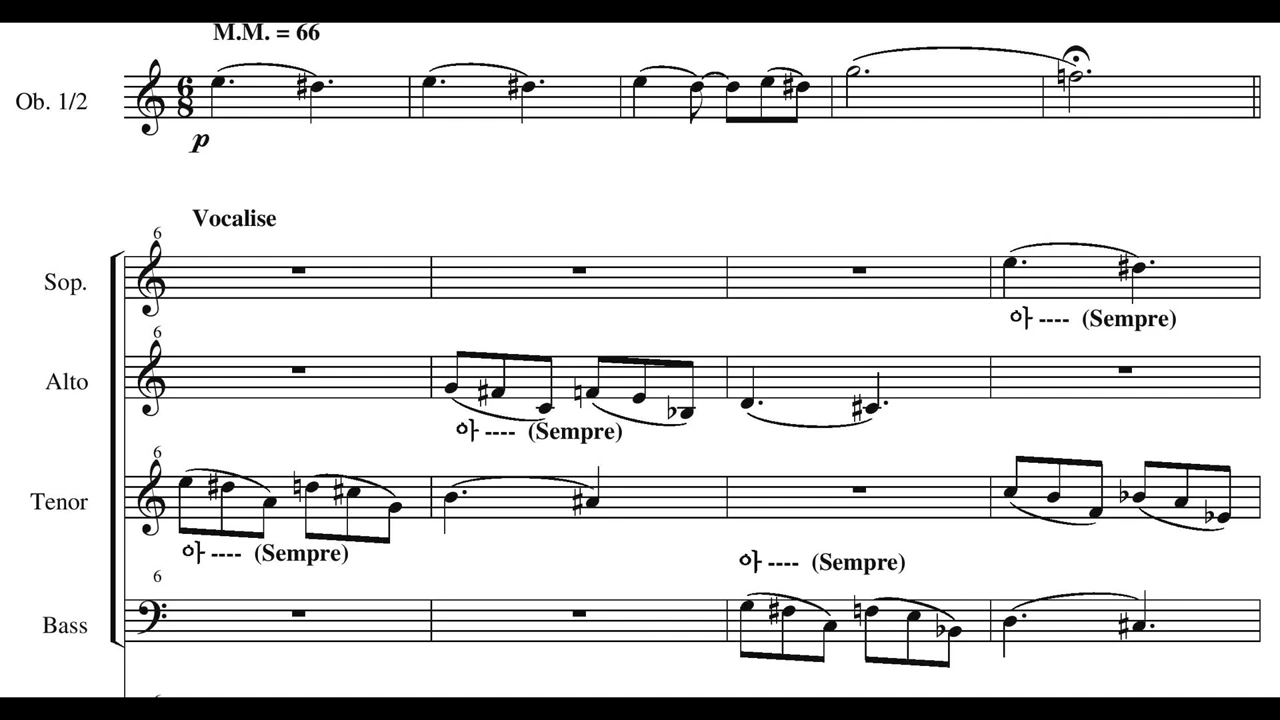 M.M. = 66
Ob. 1/2
6
8
p
Vocalise
6
Sop.
아 ---- (Sempre)
6
Alto
아 ---- (Sempre)
6
Tenor
아 ---- (Sempre)
아 ---- (Sempre)
6
Bass